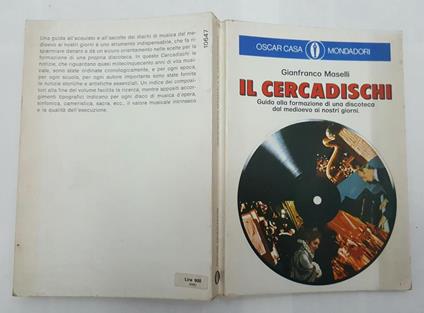 Una guida all'acquisto e all'ascolto dei dischi di musica dal me-
dioevo ai nostri giorni è uno strumento indispensabile, che fa ri-
sparmiare denaro e dà un sicuro orientamento nelle scelte per la
formazione di una propria discoteca. In questo Cercadischi le
notizie, che riguardano quasi millecinquecento anni di vita musi-
cale, sono state ordinate cronologicamente, e per ogni epoca,
per ogni scuola, per ogni autore importante sono state fornite
le notizie storiche e artistiche essenziali. Un indice dei composi-
tori alla fine del volume facilita la ricerca, mentre appositi accor-
gimenti tipografici indicano per ogni disco di musica d'opera,
sinfonica, cameristica, sacra, ecc., il valore musicale intrinseco
e la qualità dell'esecuzione.
10647
Lire 900
OSCAR CASA MONDADORI
Gianfranco Maselli
IL CERCADISCHI
Guida alla formazione di una discoteca
dal medioevo ai nostri giorni.